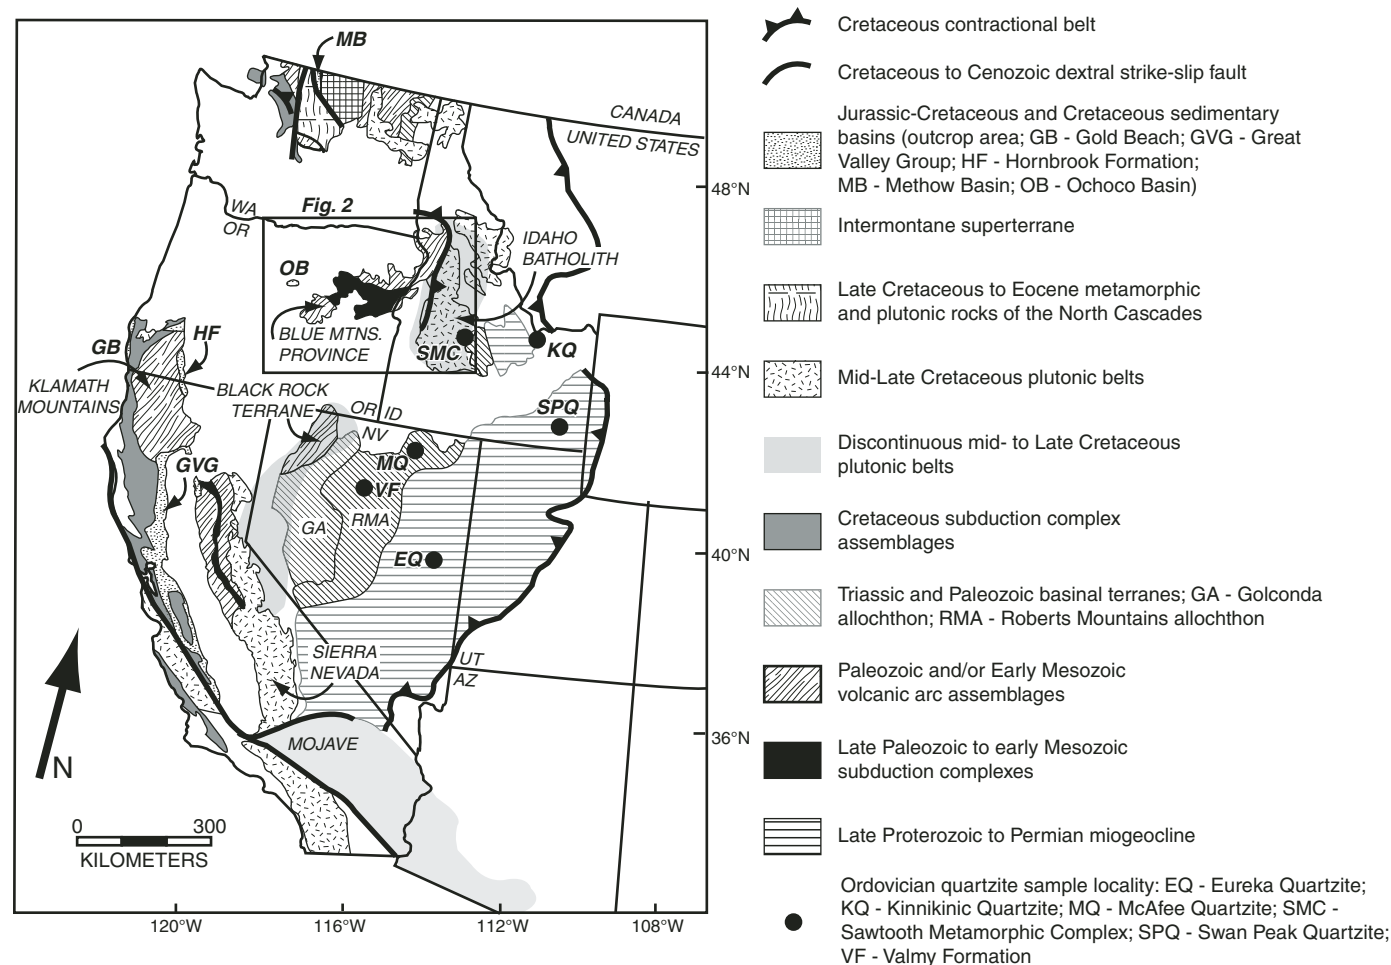 MB
CANADA
UNITED STATES
48°N
WA
OR
Fig. 2
IDAHO
BATHOLITH
OB
BLUE MTNS.
PROVINCE
SMC
KQ
HF
GB
KLAMATH
MOUNTAINS
44°N
BLACK ROCK
TERRANE
OR ID
NV
SPQ
MQ
VF
GVG
GA
RMA
EQ
40°N
SIERRA
NEVADA
UT
AZ
36°N
MOJAVE
N
0 300
KILOMETERS
120°W 116°W 112°W 108°W
Cretaceous contractional belt
Cretaceous to Cenozoic dextral strike-slip fault
Jurassic-Cretaceous and Cretaceous sedimentary
basins (outcrop area; GB - Gold Beach; GVG - Great
Valley Group; HF - Hornbrook Formation;
MB - Methow Basin; OB - Ochoco Basin)
Intermontane superterrane
Late Cretaceous to Eocene metamorphic
and plutonic rocks of the North Cascades
Mid-Late Cretaceous plutonic belts
Discontinuous mid- to Late Cretaceous
plutonic belts
Cretaceous subduction complex
assemblages
Triassic and Paleozoic basinal terranes; GA - Golconda
allochthon; RMA - Roberts Mountains allochthon
Paleozoic and/or Early Mesozoic
volcanic arc assemblages
Late Paleozoic to early Mesozoic
subduction complexes
Late Proterozoic to Permian miogeocline
Ordovician quartzite sample locality: EQ - Eureka Quartzite;
KQ - Kinnikinic Quartzite; MQ - McAfee Quartzite; SMC -
Sawtooth Metamorphic Complex; SPQ - Swan Peak Quartzite;
VF - Valmy Formation